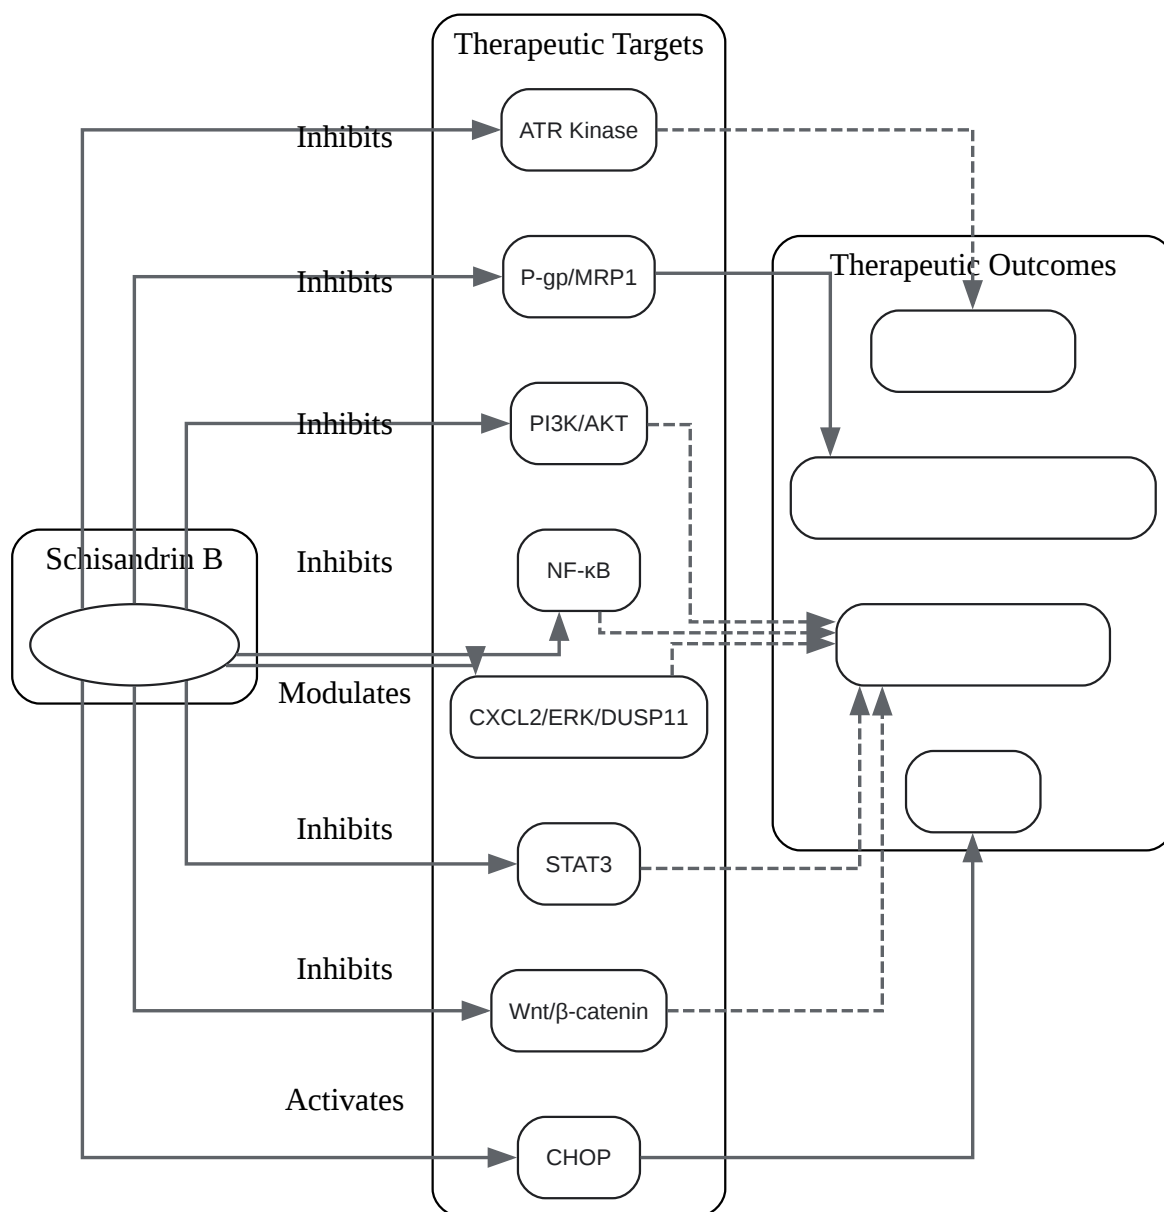 Therapeutic Targets
Inhibits
ATR Kinase
Therapeutic Outcomes
Inhibits
P-gp/MRP1
Inhibits
PI3K/AKT
Schisandrin B
Inhibits
NF-κB
Modulates
CXCL2/ERK/DUSP11
Inhibits
STAT3
Inhibits
Wnt/β-catenin
Activates
CHOP